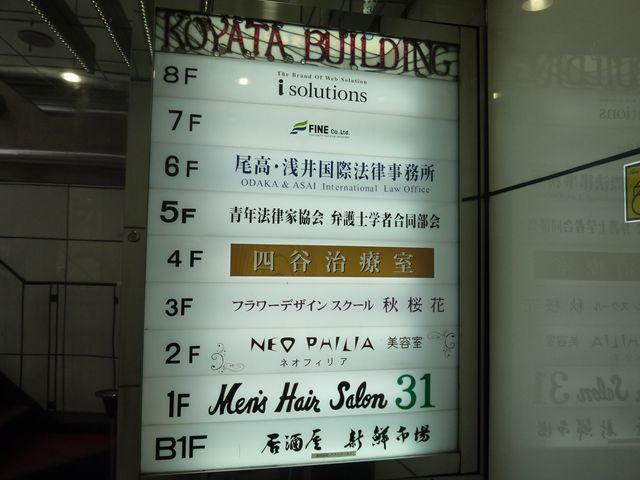 KOYATA BUILDING
8F The Brand Of Web Solution
i solutions
7F FINE Co.,Ltd.
6F 尾高・浅井国際法律事務所
ODAKA & ASAI International Law Office
5F 青年法律家協会 弁護士学者合同部会
4F 四谷治療室
3F フラワーデザイン スクール 秋桜花
2F NEO PHILIA 美容室
ネオフィリア
1F Men's Hair Salon 31
B1F 居酒屋 新鮮市場